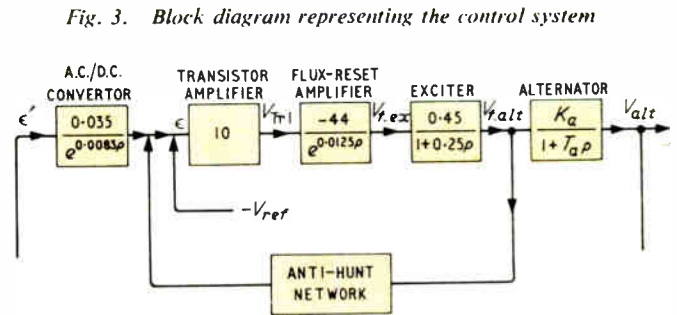 Fig. 3. Block diagram representing the control system
A.C./D.C. CONVERTOR
TRANSISTOR AMPLIFIER
FLUX-RESET AMPLIFIER
EXCITER
ALTERNATOR
ϵ′
0·035
e^0·0083p
ϵ
10
V_Tr1
-44
e^0·0125p
V_f.ex
0·45
1+0·25p
V_f.alt
K_a
1+T_a p
V_alt
-V_ref
ANTI-HUNT
NETWORK